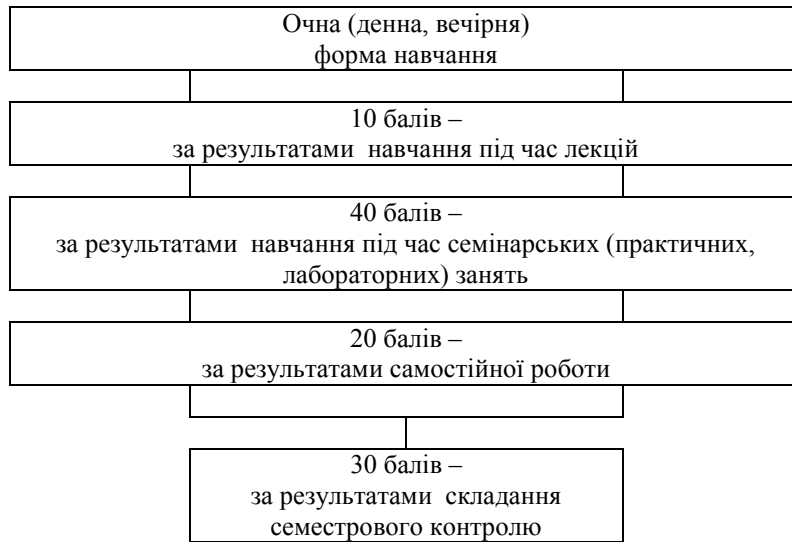 Очна (денна, вечірня)
форма навчання
10 балів –
за результатами навчання під час лекцій
40 балів –
за результатами навчання під час семінарських (практичних,
лабораторних) занять
20 балів –
за результатами самостійної роботи
30 балів –
за результатами складання
семестрового контролю